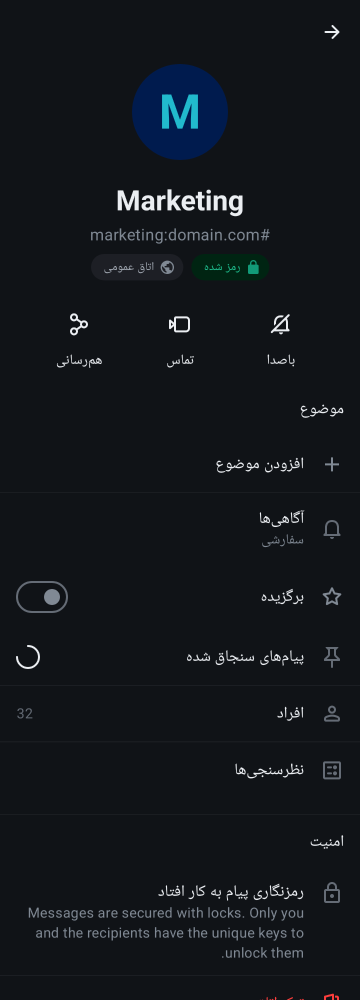 M
Marketing
marketing:domain.com#
رمز شده
اتاق عمومی
باصدا
تماس
هم‌رسانی
موضوع
افزودن موضوع
آگاهی‌ها
سفارشی
برگزیده
پیام‌های سنجاق شده
افراد
32
نظرسنجی‌ها
امنیت
رمزنگاری پیام به کار افتاد
Messages are secured with locks. Only you
and the recipients have the unique keys to
.unlock them